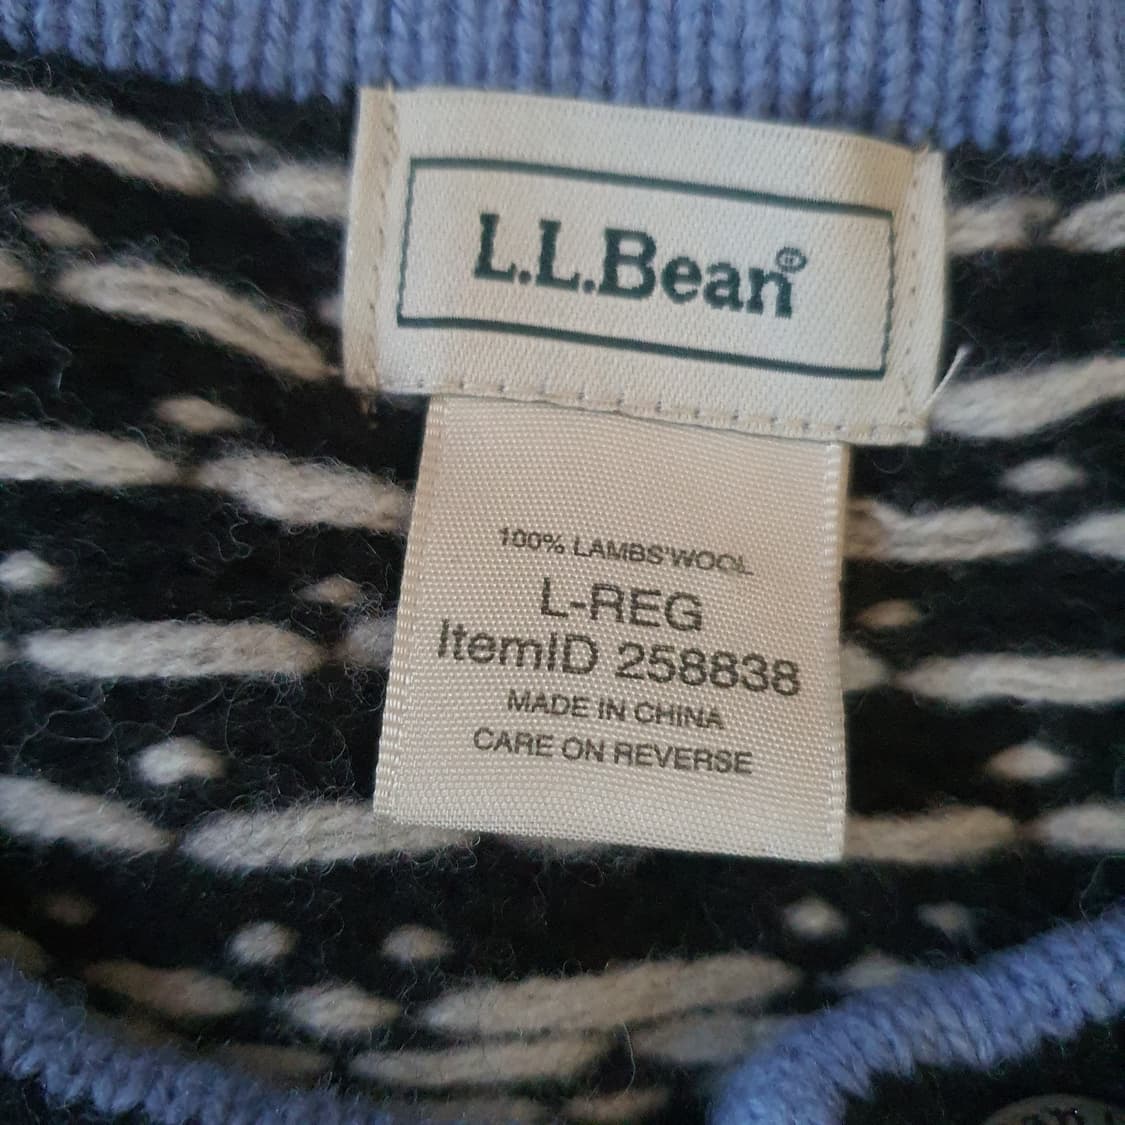 L.L.Bean®
100% LAMBS'WOOL
L-REG
ItemID 258838
MADE IN CHINA
CARE ON REVERSE